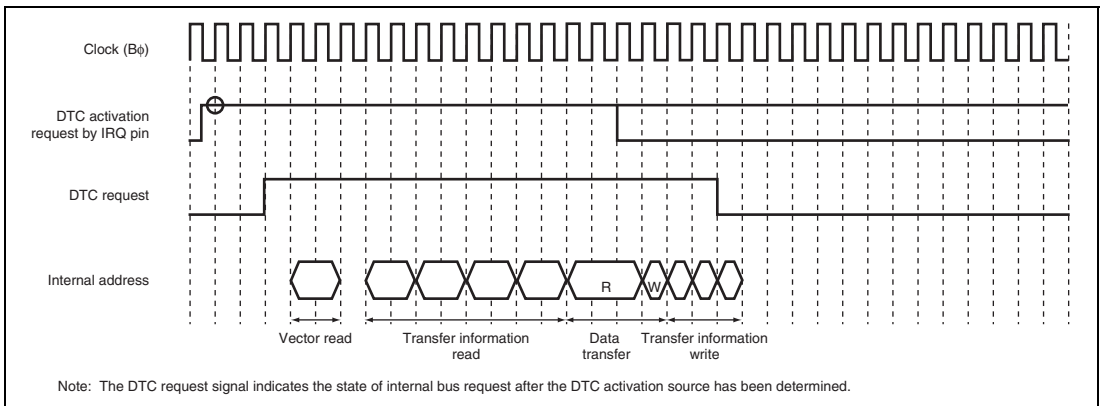 Clock (Bφ)
DTC activation
request by IRQ pin
DTC request
Internal address
R
W
Vector read
Transfer information
read
Data
transfer
Transfer information
write
Note: The DTC request signal indicates the state of internal bus request after the DTC activation source has been determined.